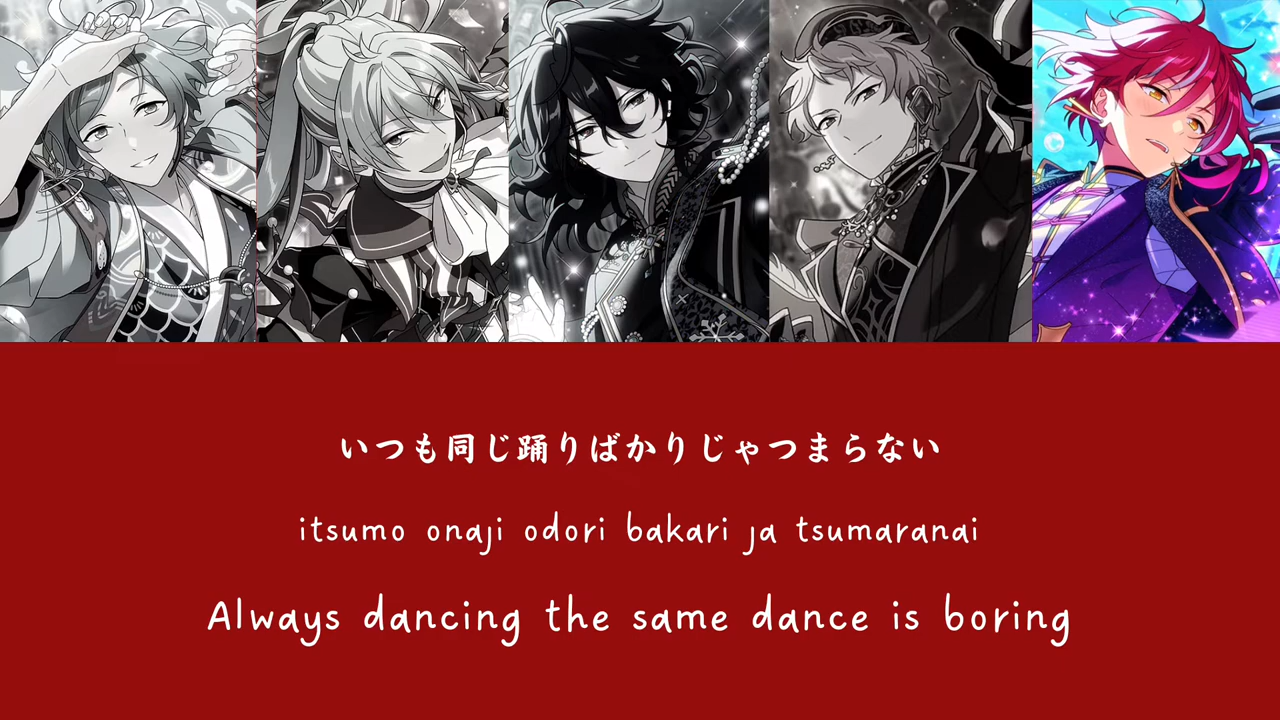 いつも同じ踊りばかりじゃつまらない
itsumo onaji odori bakari ja tsumaranai
Always dancing the same dance is boring